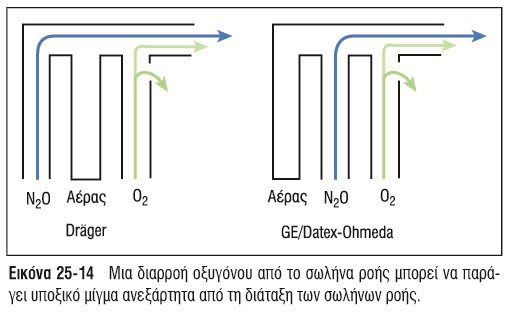 N₂O Αέρας O₂ Αέρας N₂O O₂
Dräger GE/Datex-Ohmeda
Εικόνα 25-14 Μια διαρροή οξυγόνου από το σωλήνα ροής μπορεί να παρά-
γει υποξικό μίγμα ανεξάρτητα από τη διάταξη των σωλήνων ροής.